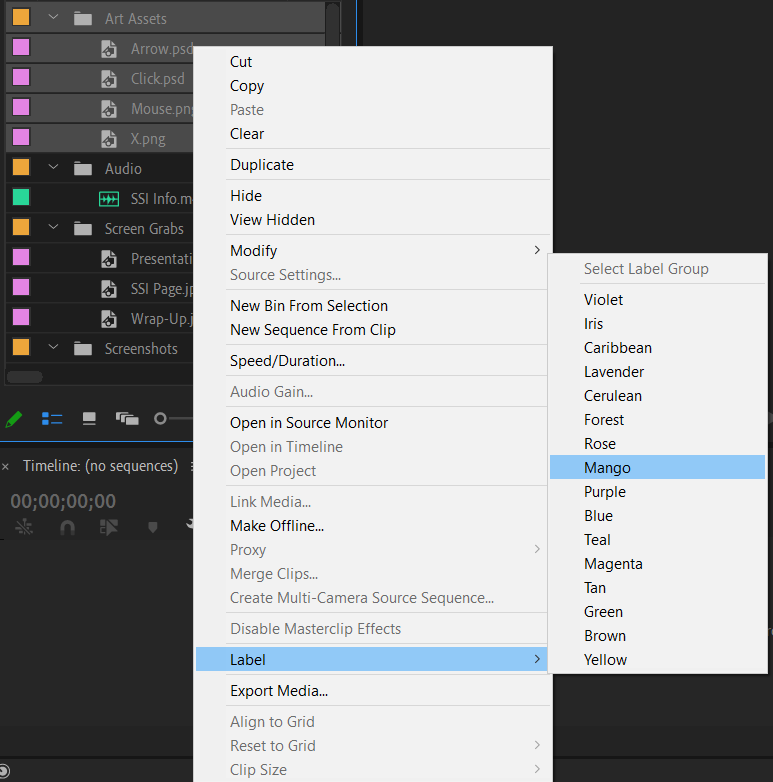 Art Assets
Arrow.psd
Click.psd
Mouse.png
X.png
Audio
SSI Info.m
Screen Grabs
Presentati
SSI Page.jp
Wrap-Up.j
Screenshots
Timeline: (no sequences)
00;00;00;00
Cut
Copy
Paste
Clear
Duplicate
Hide
View Hidden
Modify
Source Settings...
New Bin From Selection
New Sequence From Clip
Speed/Duration...
Audio Gain...
Open in Source Monitor
Open in Timeline
Open Project
Link Media...
Make Offline...
Proxy
Merge Clips...
Create Multi-Camera Source Sequence...
Disable Masterclip Effects
Label
Export Media...
Align to Grid
Reset to Grid
Clip Size
Select Label Group
Violet
Iris
Caribbean
Lavender
Cerulean
Forest
Rose
Mango
Purple
Blue
Teal
Magenta
Tan
Green
Brown
Yellow